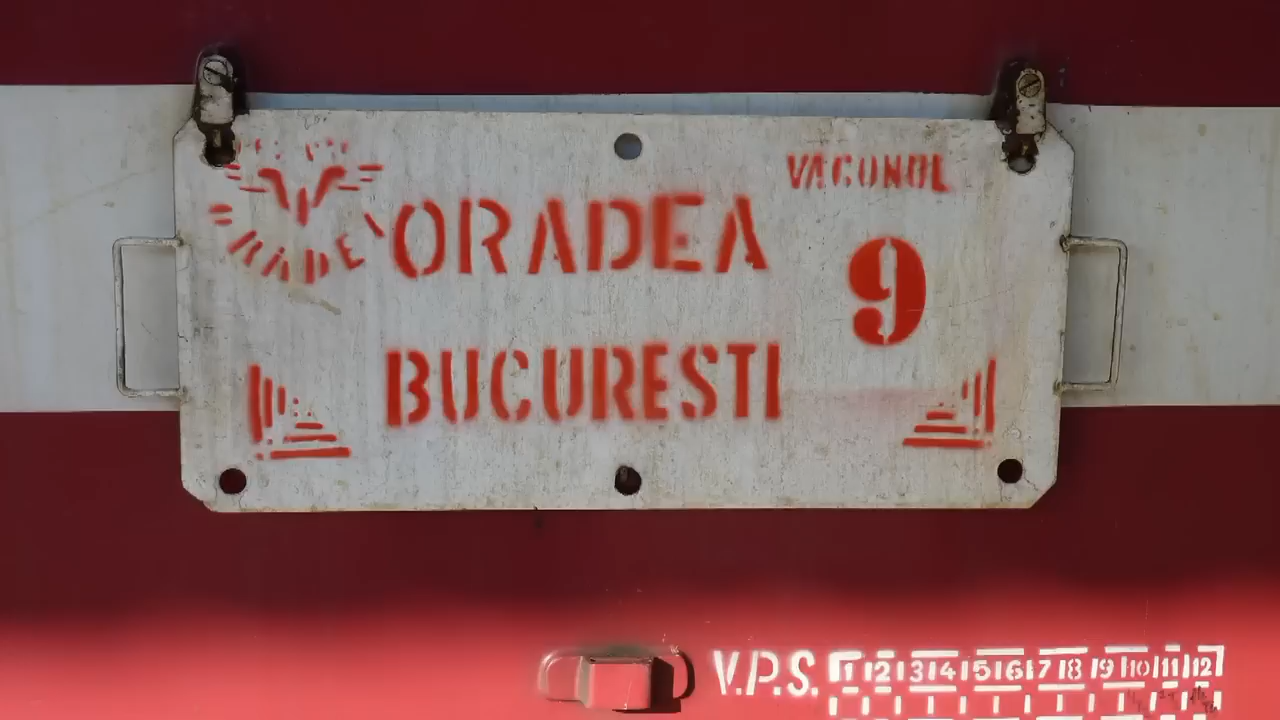 VAGONUL
ORADEA
9
BUCURESTI
V.P.S. 1 2 3 4 5 6 7 8 9 10 11 12